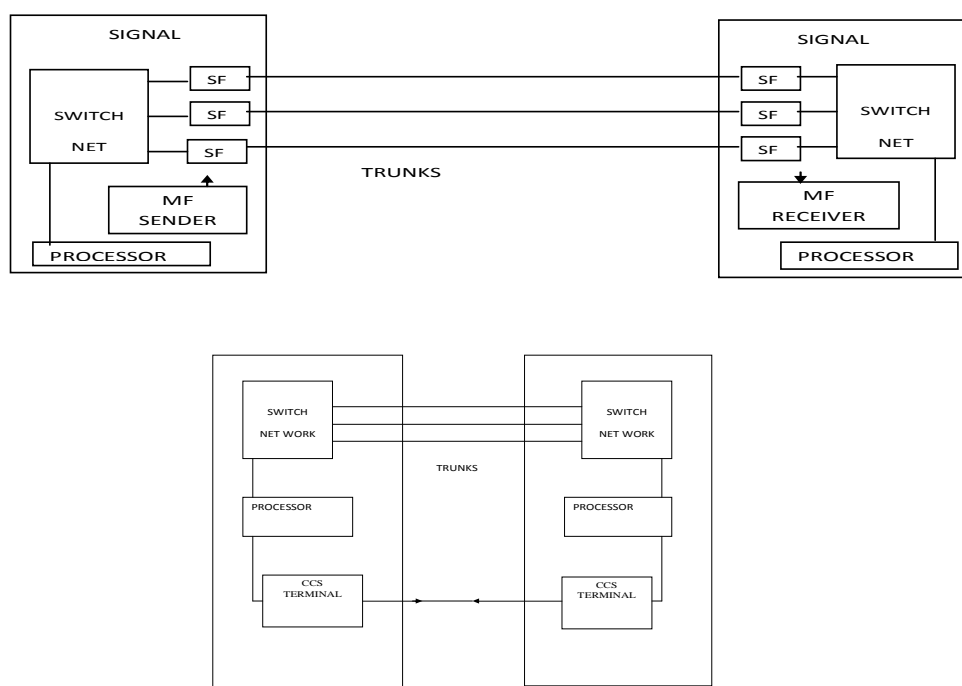 SIGNAL
SIGNAL
SF
SF
SWITCH
NET
SF
SF
SWITCH
NET
SF
SF
TRUNKS
MF
SENDER
MF
RECEIVER
PROCESSOR
PROCESSOR
SWITCH
NET WORK
SWITCH
NET WORK
TRUNKS
PROCESSOR
PROCESSOR
CCS
TERMINAL
CCS
TERMINAL